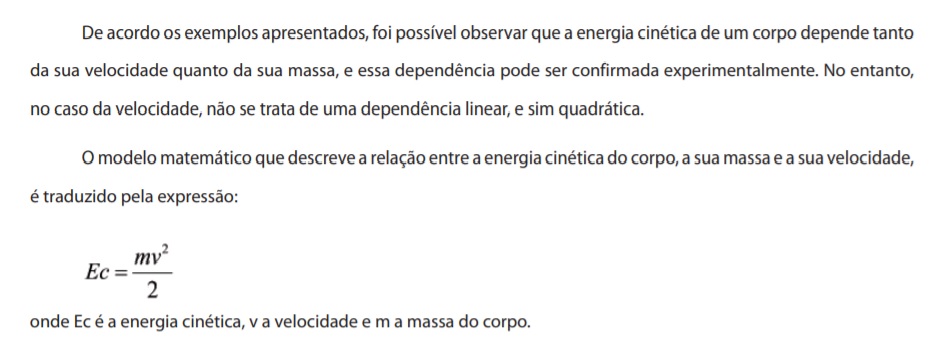 De acordo os exemplos apresentados, foi possível observar que a energia cinética de um corpo depende tanto
da sua velocidade quanto da sua massa, e essa dependência pode ser confirmada experimentalmente. No entanto,
no caso da velocidade, não se trata de uma dependência linear, e sim quadrática.
O modelo matemático que descreve a relação entre a energia cinética do corpo, a sua massa e a sua velocidade,
é traduzido pela expressão:
Ec = mv²/2
onde Ec é a energia cinética, v a velocidade e m a massa do corpo.